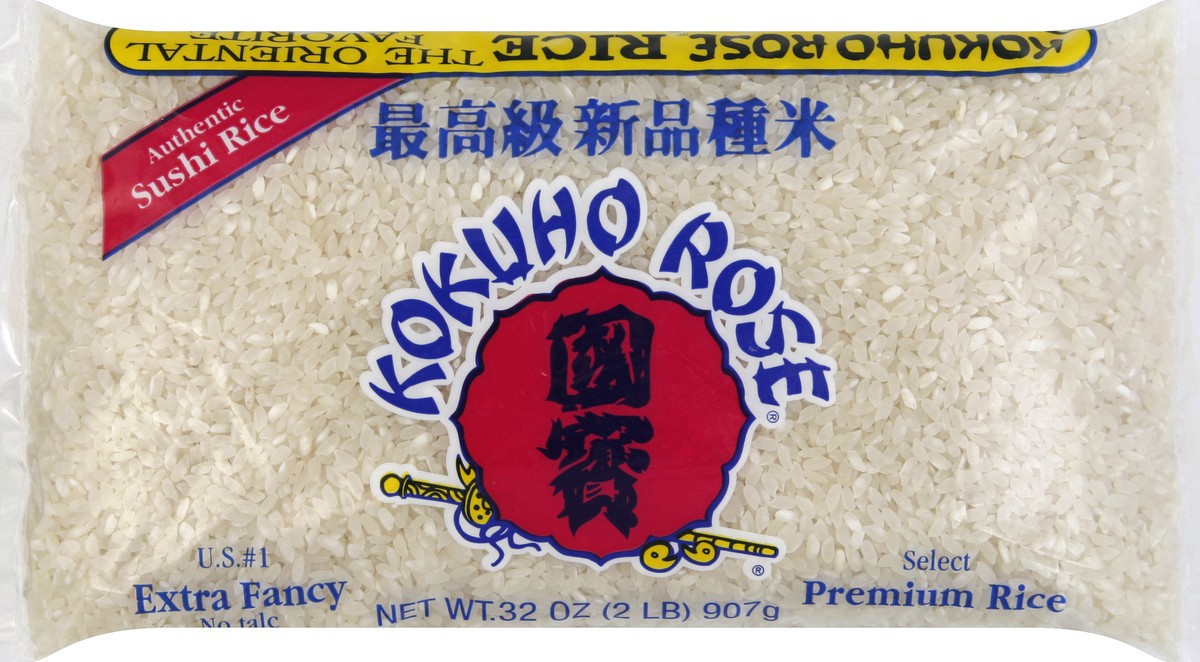 KOKUHO ROSE RICE THE ORIENTAL FAVORITE
Authentic
Sushi Rice
最高級新品種米
KOKUHO ROSE®
國
寳
®
U.S.#1
Extra Fancy
No talc
NET WT.32 OZ (2 LB) 907g
Select
Premium Rice